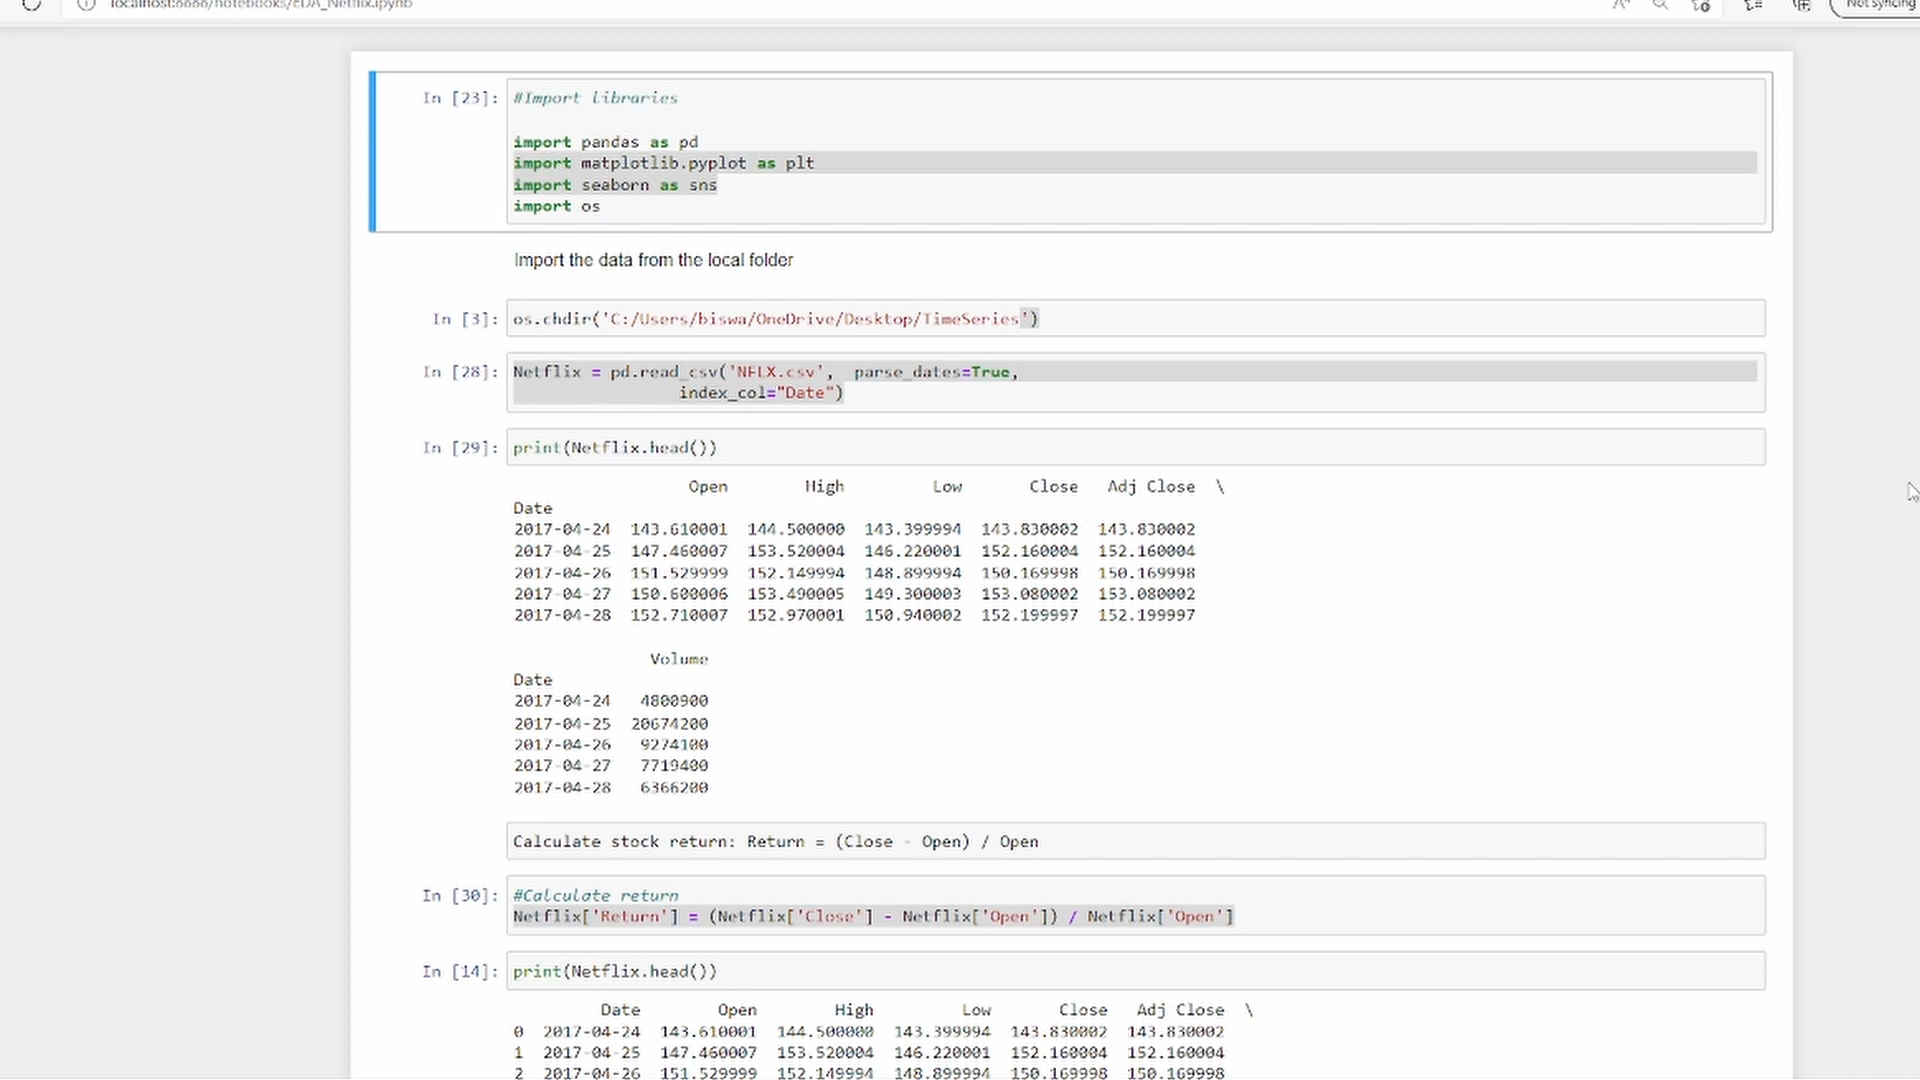 localhost:8888/notebooks/EDA_Netflix.ipynb
Not syncing
In [23]: #Import libraries
import pandas as pd
import matplotlib.pyplot as plt
import seaborn as sns
import os
Import the data from the local folder
In [3]: os.chdir('C:/Users/biswa/OneDrive/Desktop/TimeSeries')
In [28]: Netflix = pd.read_csv('NFLX.csv',  parse_dates=True,
index_col="Date")
In [29]: print(Netflix.head())
Open High Low Close Adj Close \
Date
2017-04-24 143.610001 144.500000 143.399994 143.830002 143.830002
2017-04-25 147.460007 153.520004 146.220001 152.160004 152.160004
2017-04-26 151.529999 152.149994 148.899994 150.169998 150.169998
2017-04-27 150.600006 153.490005 149.300003 153.080002 153.080002
2017-04-28 152.710007 152.970001 150.940002 152.199997 152.199997
Volume
Date
2017-04-24 4800900
2017-04-25 20674200
2017-04-26 9274100
2017-04-27 7719400
2017-04-28 6366200
Calculate stock return: Return = (Close - Open) / Open
In [30]: #Calculate return
Netflix['Return'] = (Netflix['Close'] - Netflix['Open']) / Netflix['Open']
In [14]: print(Netflix.head())
Date Open High Low Close Adj Close \
0 2017-04-24 143.610001 144.500000 143.399994 143.830002 143.830002
1 2017-04-25 147.460007 153.520004 146.220001 152.160004 152.160004
2 2017-04-26 151.529999 152.149994 148.899994 150.169998 150.169998